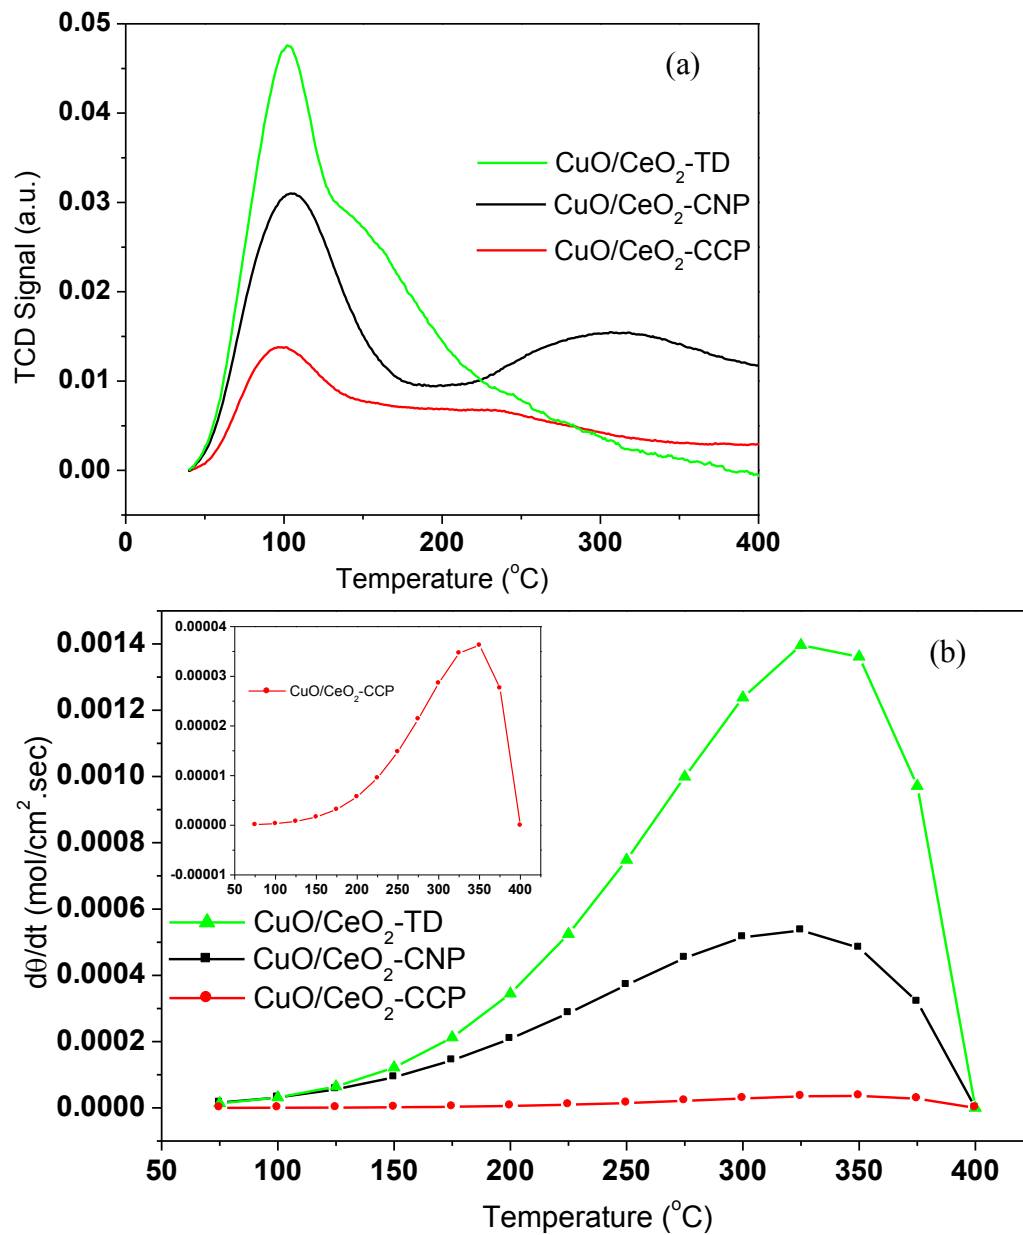 (a)
0.05
0.04
0.03
0.02
0.01
0.00
TCD Signal (a.u.)
CuO/CeO₂-TD
CuO/CeO₂-CNP
CuO/CeO₂-CCP
0 100 200 300 400
Temperature (°C)
(b)
0.0014
0.0012
0.0010
0.0008
0.0006
0.0004
0.0002
0.0000
dθ/dt (mol/cm².sec)
0.00004
0.00003
0.00002
0.00001
0.00000
-0.00001
CuO/CeO₂-CCP
50 100 150 200 250 300 350 400
CuO/CeO₂-TD
CuO/CeO₂-CNP
CuO/CeO₂-CCP
50 100 150 200 250 300 350 400
Temperature (°C)